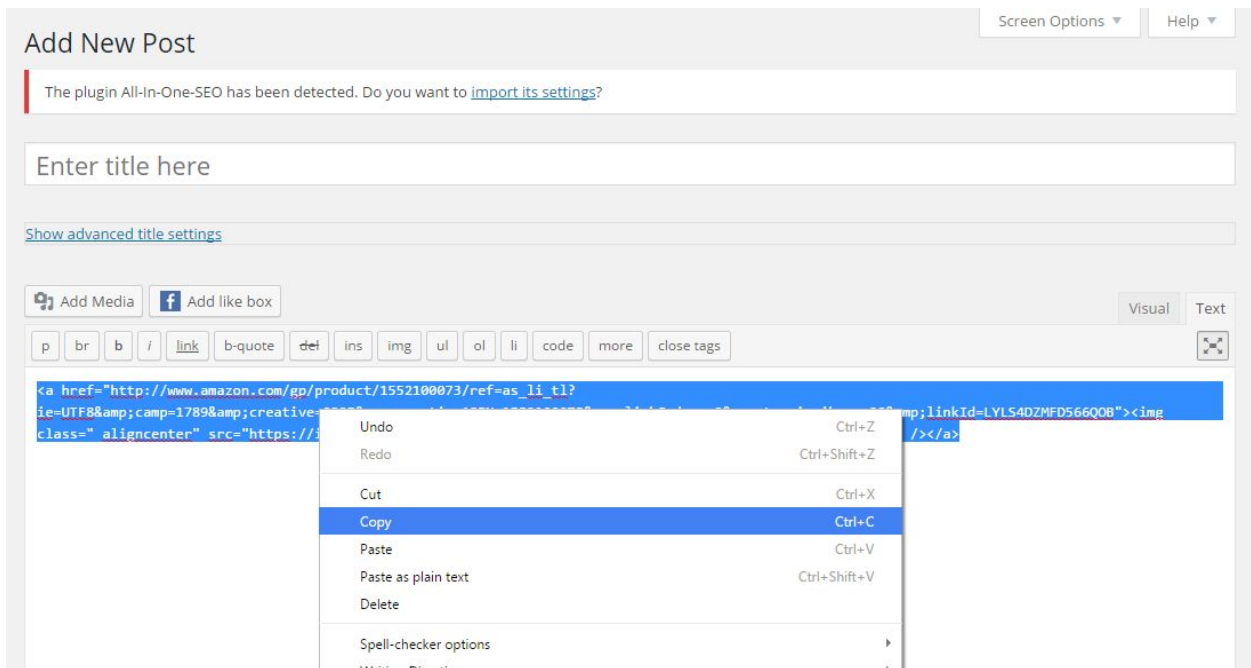 Screen Options Help
Add New Post
The plugin All-In-One-SEO has been detected. Do you want to import its settings?
Enter title here
Show advanced title settings
Add Media Add like box
Visual Text
p br b i link b-quote del ins img ul ol li code more close tags
<a href="http://www.amazon.com/gp/product/1552100073/ref=as_li_tl?
ie=UTF8&amp;camp=1789&amp;creative= mp;linkId=LYLS4DZMFD566QOB"><img
class=" aligncenter" src="https://i /></a>
Undo Ctrl+Z
Redo Ctrl+Shift+Z
Cut Ctrl+X
Copy Ctrl+C
Paste Ctrl+V
Paste as plain text Ctrl+Shift+V
Delete
Spell-checker options